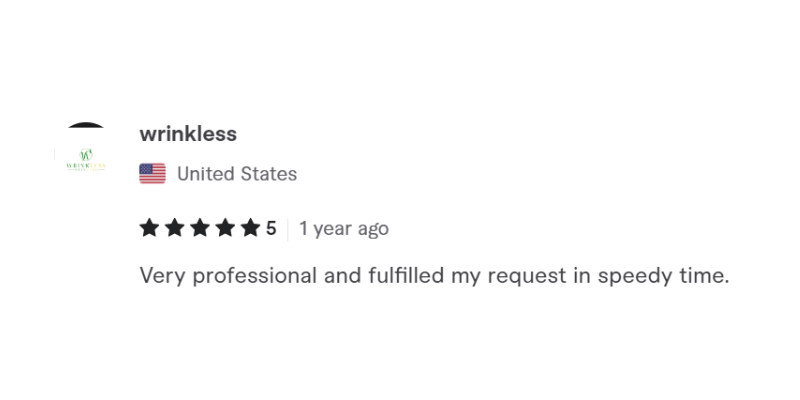 wrinkless
WRINKLESS
United States
5
1 year ago
Very professional and fulfilled my request in speedy time.